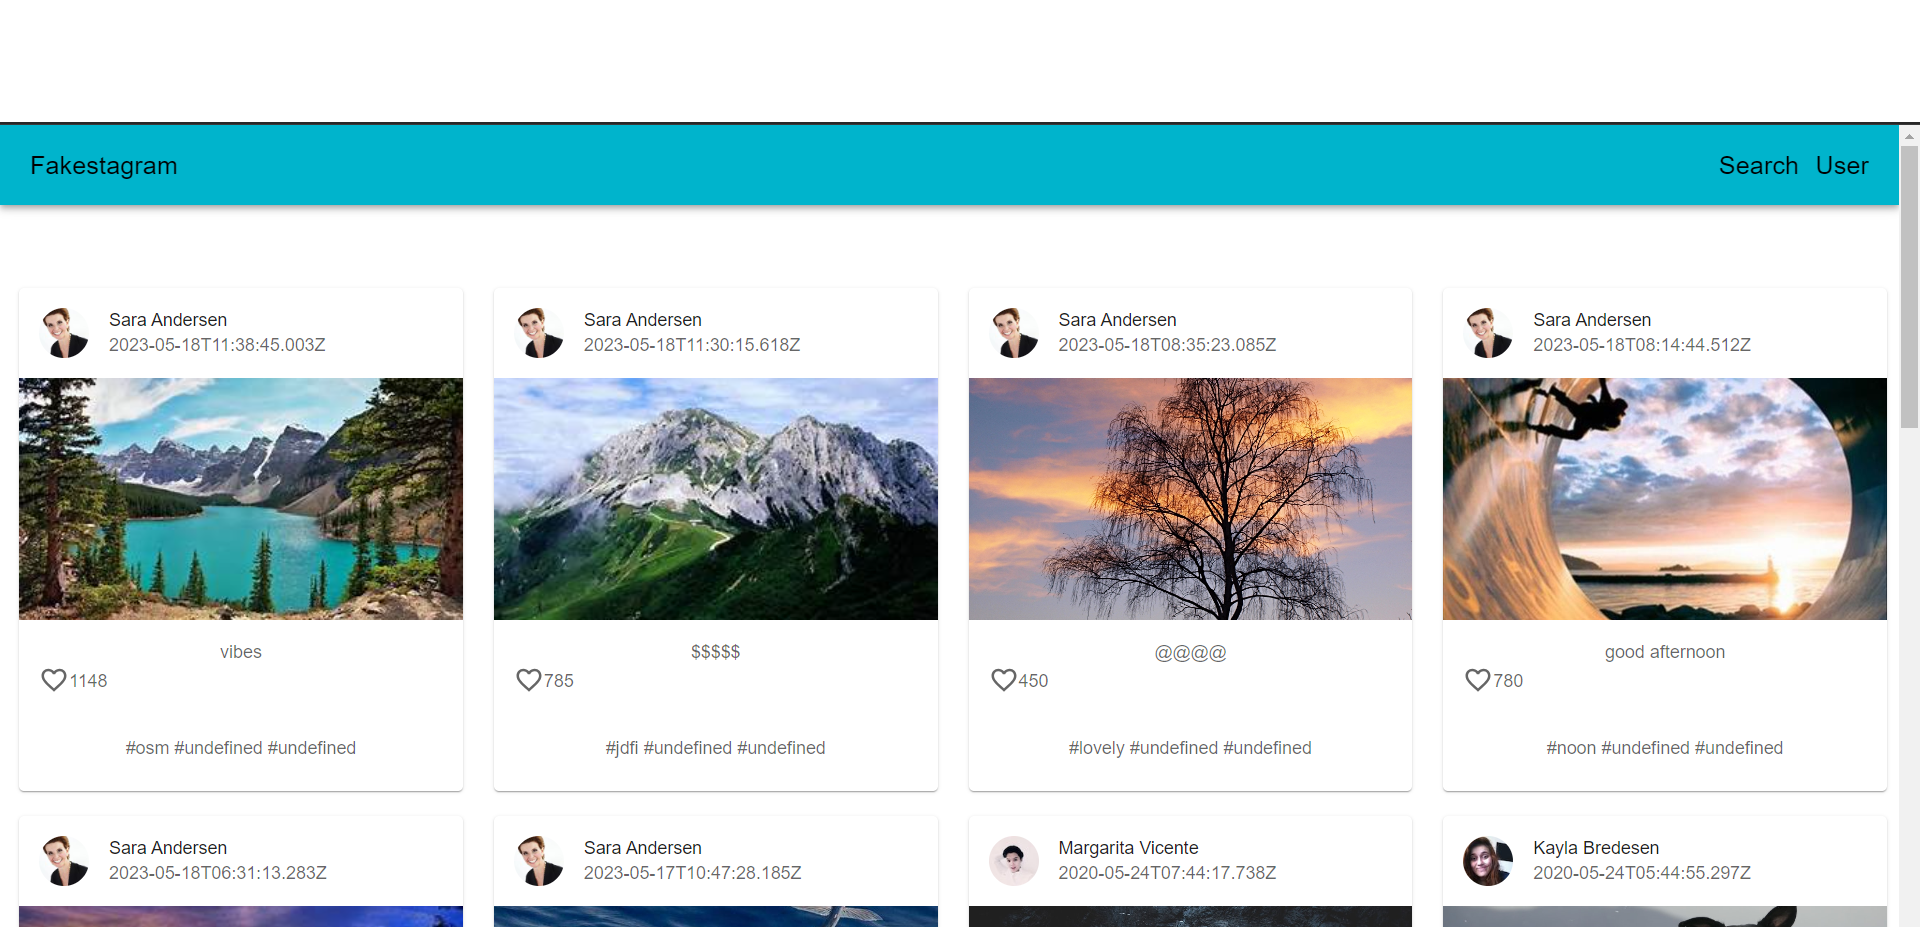 Fakestagram
Search User
Sara Andersen
2023-05-18T11:38:45.003Z
vibes
1148
#osm #undefined #undefined
Sara Andersen
2023-05-18T11:30:15.618Z
$$$$$
785
#jdfi #undefined #undefined
Sara Andersen
2023-05-18T08:35:23.085Z
@@@@
450
#lovely #undefined #undefined
Sara Andersen
2023-05-18T08:14:44.512Z
good afternoon
780
#noon #undefined #undefined
Sara Andersen
2023-05-18T06:31:13.283Z
Sara Andersen
2023-05-17T10:47:28.185Z
Margarita Vicente
2020-05-24T07:44:17.738Z
Kayla Bredesen
2020-05-24T05:44:55.297Z